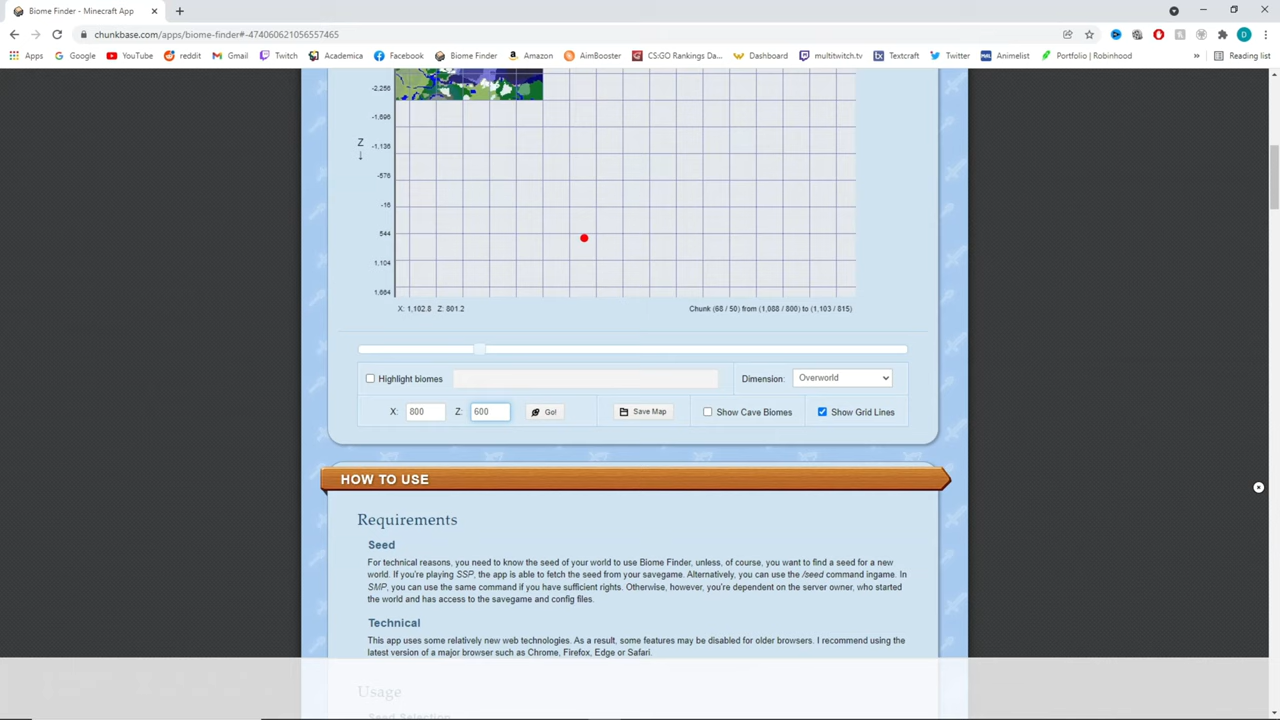 Biome Finder - Minecraft App
chunkbase.com/apps/biome-finder#-474060621056557465
Apps Google YouTube reddit Gmail Twitch Academica Facebook Biome Finder Amazon AimBooster CS:GO Rankings Da... Dashboard multitwitch.tv Textcraft Twitter Animelist Portfolio | Robinhood » Reading list
-2,256
-1,696
Z
-1,136
↓
-576
-16
544
1,104
1,664
X: 1,102.8 Z: 801.2 Chunk (68 / 50) from (1,088 / 800) to (1,103 / 815)
Highlight biomes Dimension: Overworld
X: 800 Z: 600 Go! Save Map Show Cave Biomes Show Grid Lines
HOW TO USE
Requirements
Seed
For technical reasons, you need to know the seed of your world to use Biome Finder, unless, of course, you want to find a seed for a new
world. If you're playing SSP, the app is able to fetch the seed from your savegame. Alternatively, you can use the /seed command ingame. In
SMP, you can use the same command if you have sufficient rights. Otherwise, however, you're dependent on the server owner, who started
the world and has access to the savegame and config files.
Technical
This app uses some relatively new web technologies. As a result, some features may be disabled for older browsers. I recommend using the
latest version of a major browser such as Chrome, Firefox, Edge or Safari.
Usage
Seed Selection